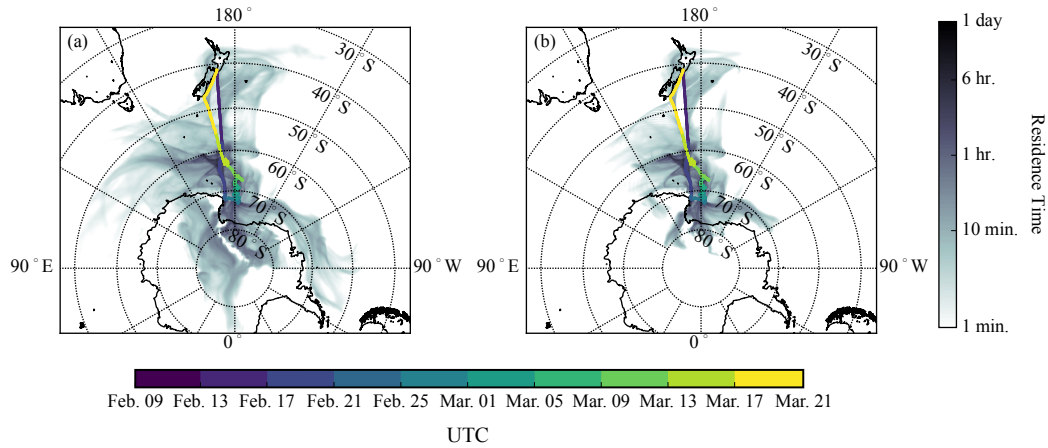 180°
180°
(a)
(b)
30°S
30°S
40°S
40°S
50°S
50°S
60°S
60°S
70°S
70°S
80°S
80°S
90°E
90°W
90°E
90°W
0°
0°
1 day
6 hr.
1 hr.
10 min.
1 min.
Residence Time
Feb. 09 Feb. 13 Feb. 17 Feb. 21 Feb. 25 Mar. 01 Mar. 05 Mar. 09 Mar. 13 Mar. 17 Mar. 21
UTC